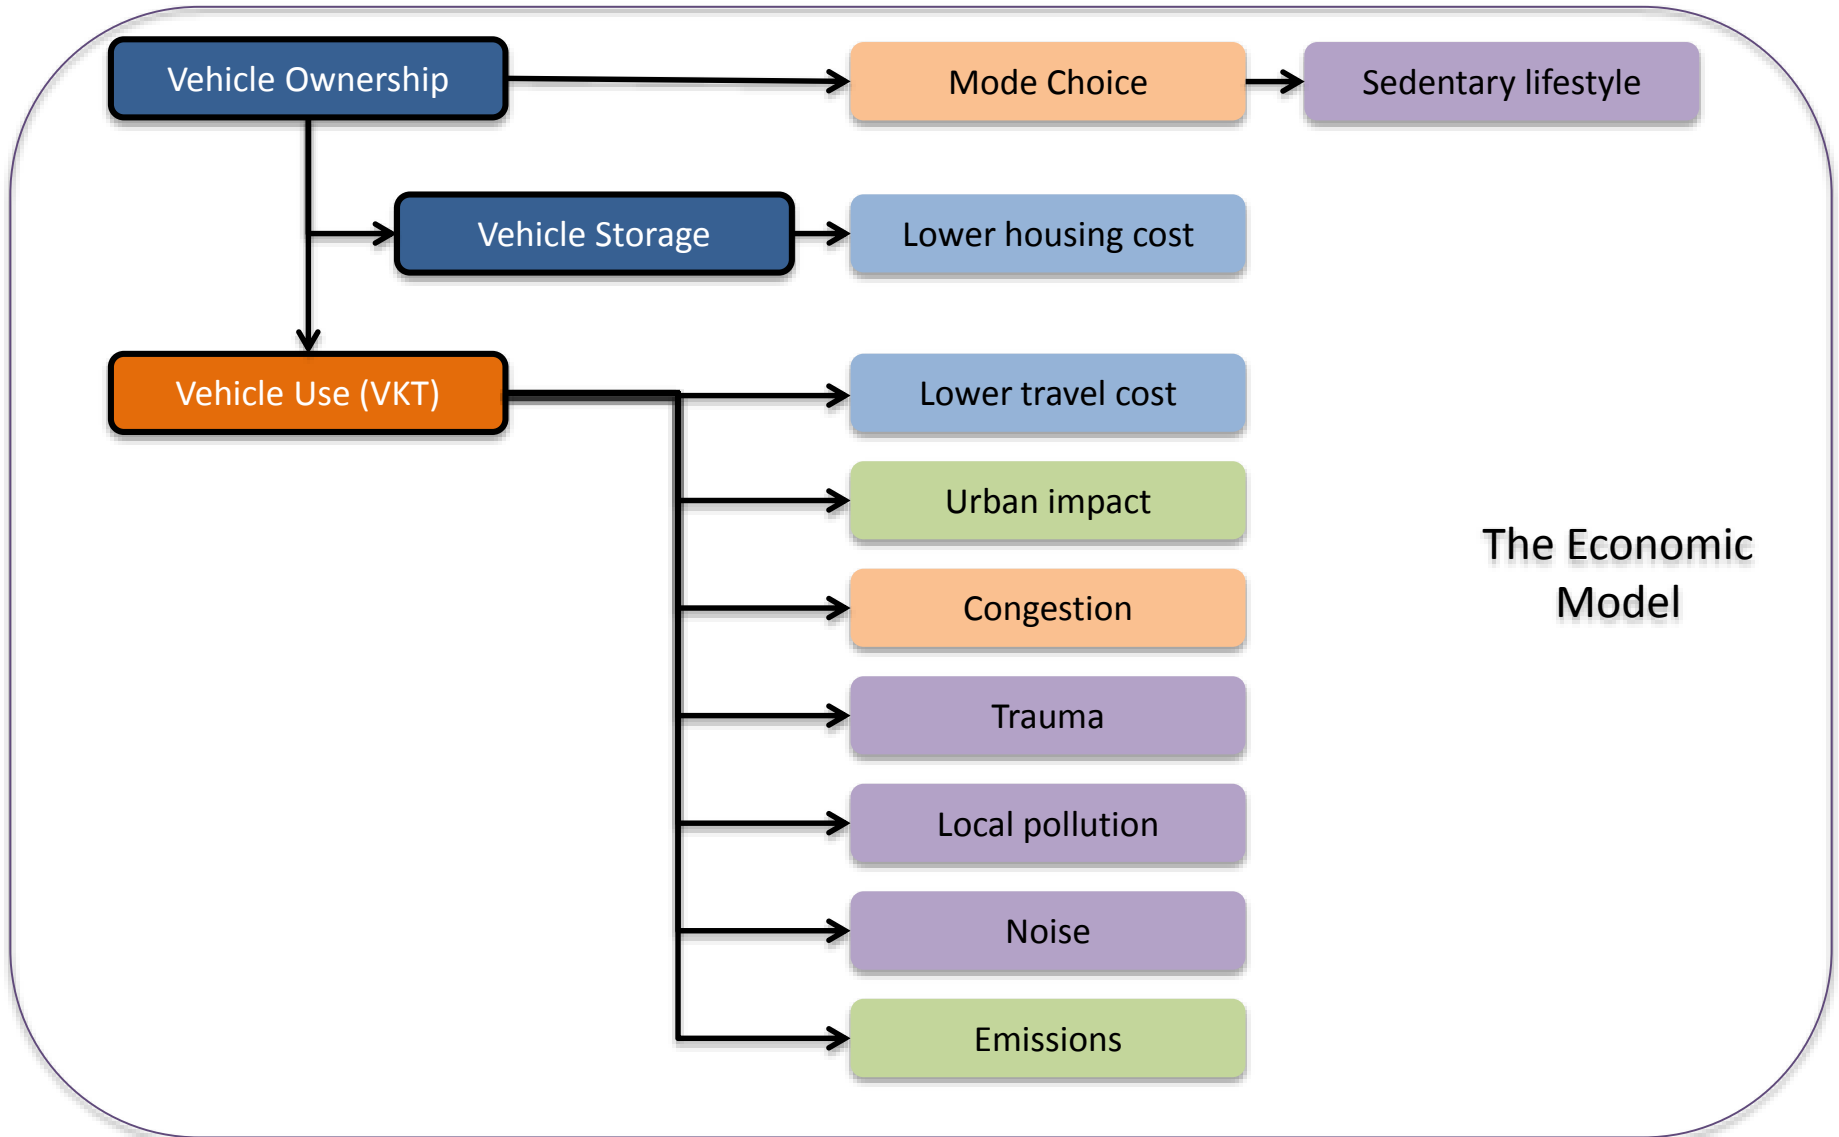 Vehicle Ownership
Mode Choice
Sedentary lifestyle
Vehicle Storage
Lower housing cost
Vehicle Use (VKT)
Lower travel cost
Urban impact
Congestion
Trauma
Local pollution
Noise
Emissions
The Economic
Model